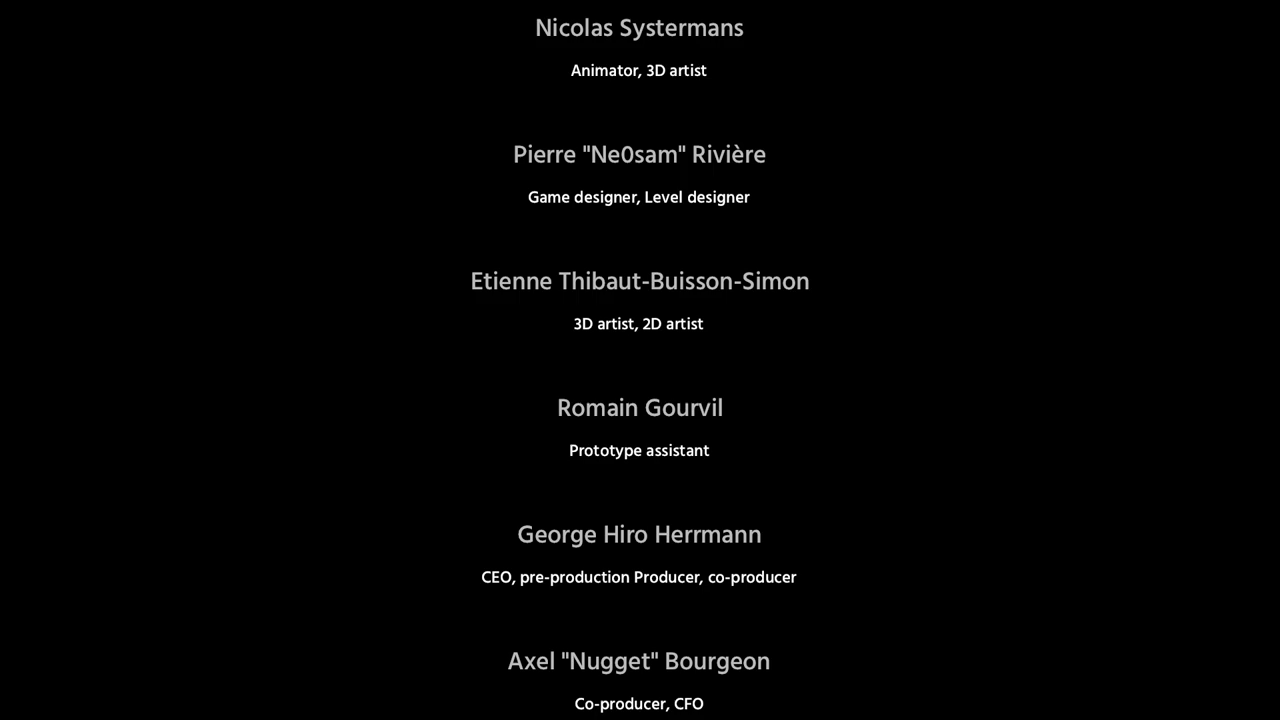 Nicolas Systermans
Animator, 3D artist
Pierre "Ne0sam" Rivière
Game designer, Level designer
Etienne Thibaut-Buisson-Simon
3D artist, 2D artist
Romain Gourvil
Prototype assistant
George Hiro Herrmann
CEO, pre-production Producer, co-producer
Axel "Nugget" Bourgeon
Co-producer, CFO